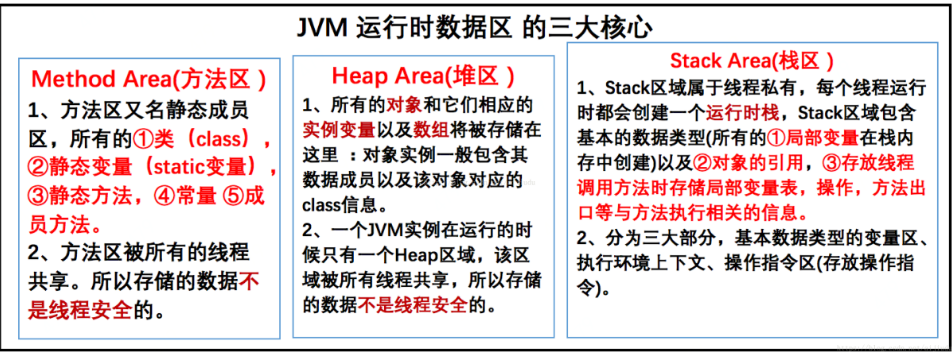 JVM 运行时数据区 的三大核心
Method Area(方法区 )
1、方法区又名静态成员
区，所有的①类（class），
②静态变量（static变量），
③静态方法，④常量 ⑤成
员方法。
2、方法区被所有的线程
共享。所以存储的数据不
是线程安全的。
Heap Area(堆区 )
1、所有的对象和它们相应的
实例变量以及数组将被存储在
这里 ：对象实例一般包含其
数据成员以及该对象对应的
class信息。
2、一个JVM实例在运行的时
候只有一个Heap区域，该区
域被所有线程共享，所以存储
的数据不是线程安全的。
Stack Area(栈区 )
1、Stack区域属于线程私有，每个线程运行
时都会创建一个运行时栈，Stack区域包含
基本的数据类型(所有的①局部变量在栈内
存中创建)以及②对象的引用，③存放线程
调用方法时存储局部变量表，操作，方法出
口等与方法执行相关的信息。
2、分为三大部分，基本数据类型的变量区、
执行环境上下文、操作指令区(存放操作指
令)。